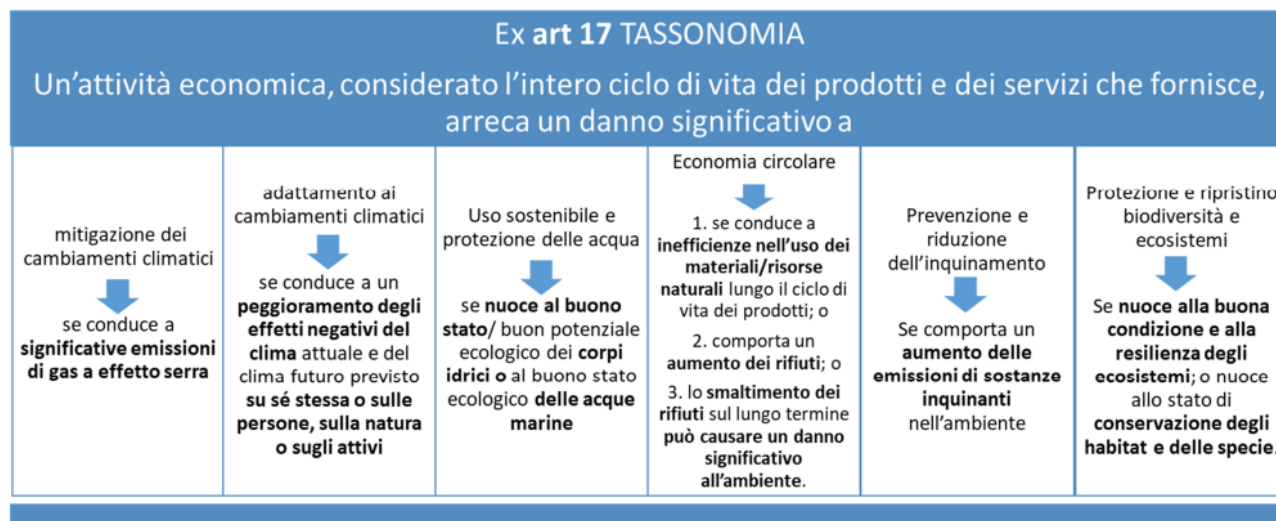 Ex art 17 TASSONOMIA
Un'attività economica, considerato l'intero ciclo di vita dei prodotti e dei servizi che fornisce,
arreca un danno significativo a
mitigazione dei
cambiamenti climatici
se conduce a
significative emissioni
di gas a effetto serra
adattamento ai
cambiamenti climatici
se conduce a un
peggioramento degli
effetti negativi del
clima attuale e del
clima futuro previsto
su sé stessa o sulle
persone, sulla natura
o sugli attivi
Uso sostenibile e
protezione delle acqua
se nuoce al buono
stato/ buon potenziale
ecologico dei corpi
idrici o al buono stato
ecologico delle acque
marine
Economia circolare
1. se conduce a
inefficienze nell'uso dei
materiali/risorse
naturali lungo il ciclo di
vita dei prodotti; o
2. comporta un
aumento dei rifiuti; o
3. lo smaltimento dei
rifiuti sul lungo termine
può causare un danno
significativo
all'ambiente.
Prevenzione e
riduzione
dell'inquinamento
Se comporta un
aumento delle
emissioni di sostanze
inquinanti
nell'ambiente
Protezione e ripristino
biodiversità e
ecosistemi
Se nuoce alla buona
condizione e alla
resilienza degli
ecosistemi; o nuoce
allo stato di
conservazione degli
habitat e delle specie.